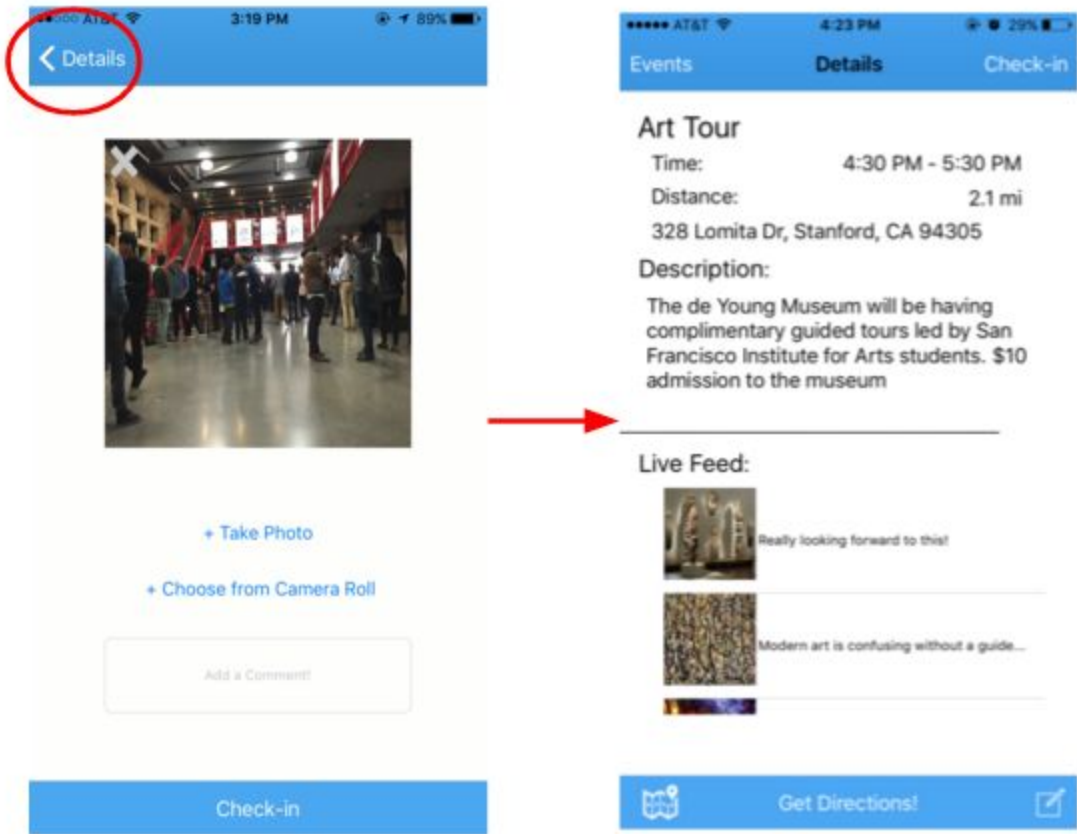 AT&T 3:19 PM 89%
Details
+ Take Photo
+ Choose from Camera Roll
Add a Comment!
Check-in
AT&T 4:23 PM 29%
Events Details Check-in
Art Tour
Time: 4:30 PM - 5:30 PM
Distance: 2.1 mi
328 Lomita Dr, Stanford, CA 94305
Description:
The de Young Museum will be having
complimentary guided tours led by San
Francisco Institute for Arts students. $10
admission to the museum
Live Feed:
Really looking forward to this!
Modern art is confusing without a guide...
Get Directions!